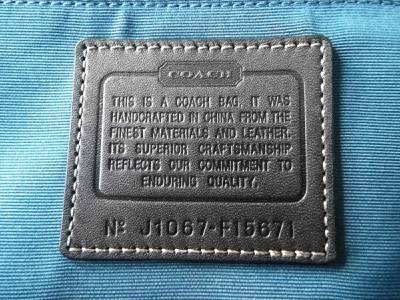 COACH
THIS IS A COACH BAG. IT WAS
HANDCRAFTED IN CHINA FROM THE
FINEST MATERIALS AND LEATHER.
ITS SUPERIOR CRAFTSMANSHIP
REFLECTS OUR COMMITMENT TO
ENDURING QUALITY.
Nº J1067-F15671